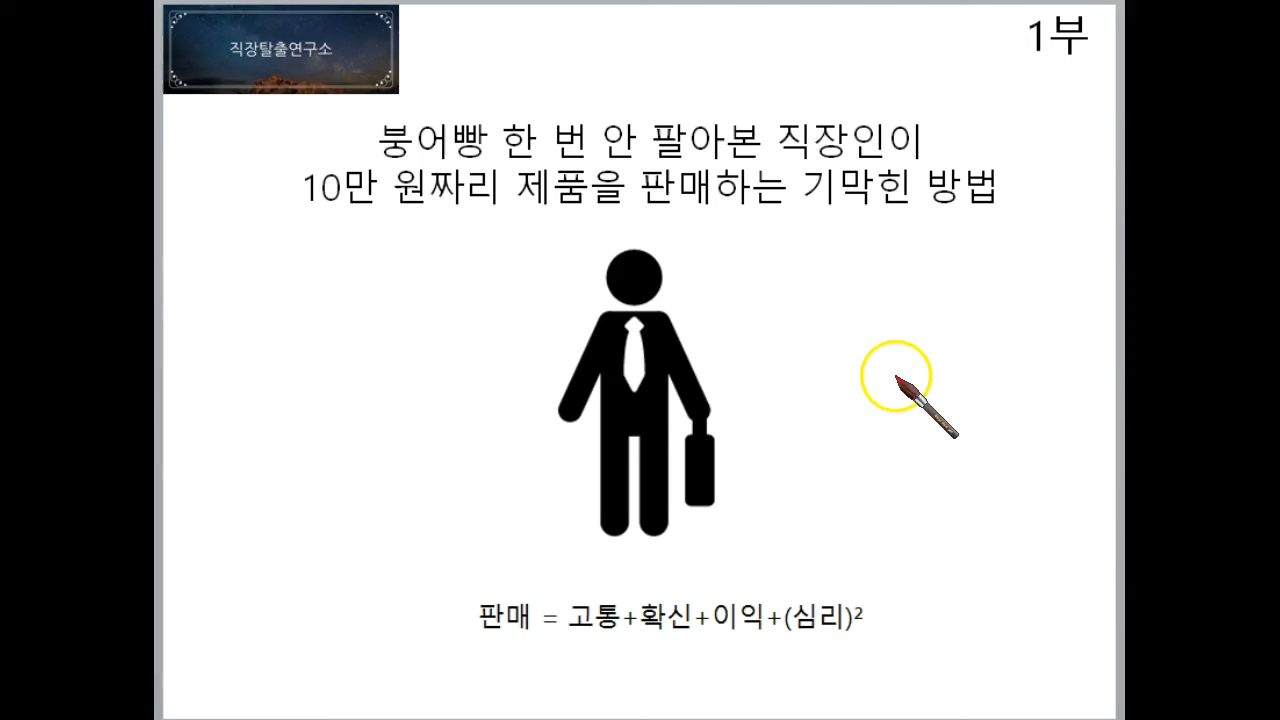 직장탈출연구소
1부
붕어빵 한 번 안 팔아본 직장인이
10만 원짜리 제품을 판매하는 기막힌 방법
판매 = 고통+확신+이익+(심리)²